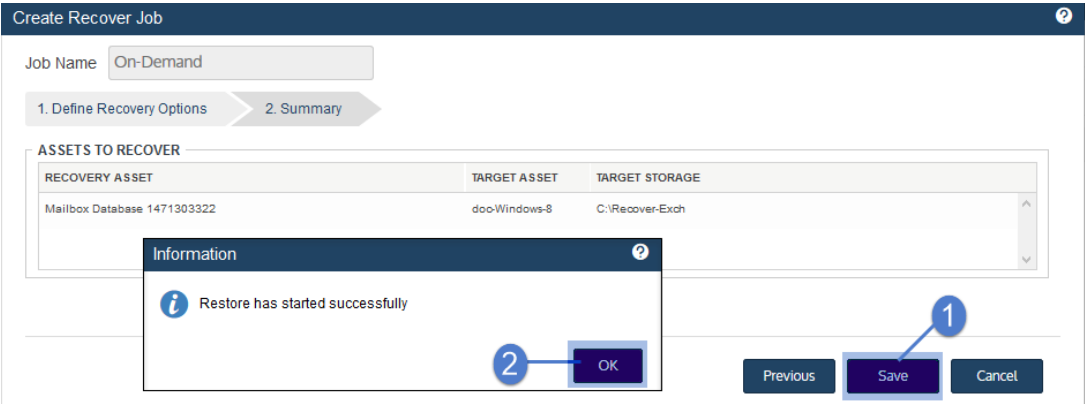 Create Recover Job ?
Job Name On-Demand
1. Define Recovery Options 2. Summary
ASSETS TO RECOVER
RECOVERY ASSET TARGET ASSET TARGET STORAGE
Mailbox Database 1471303322 doc-Windows-8 C:\Recover-Exch
Information ?
i Restore has started successfully
1
2 OK
Previous Save Cancel